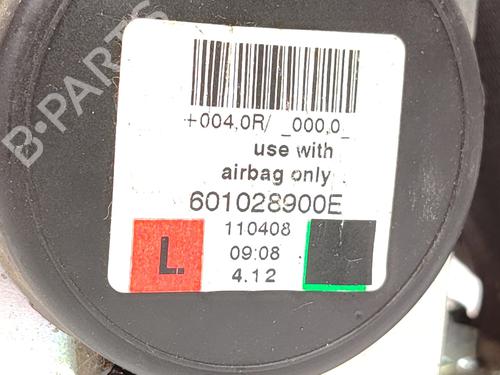 B-PARTS
+004,0R/ _000,0_
use with
airbag only
601028900E
110408
L
09:08
4.12